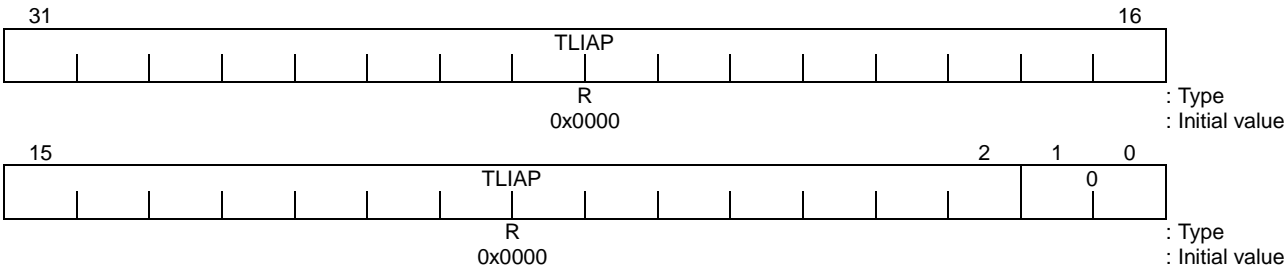 31 16
TLIAP
R : Type
0x0000 : Initial value
15 2 1 0
TLIAP 0
R : Type
0x0000 : Initial value